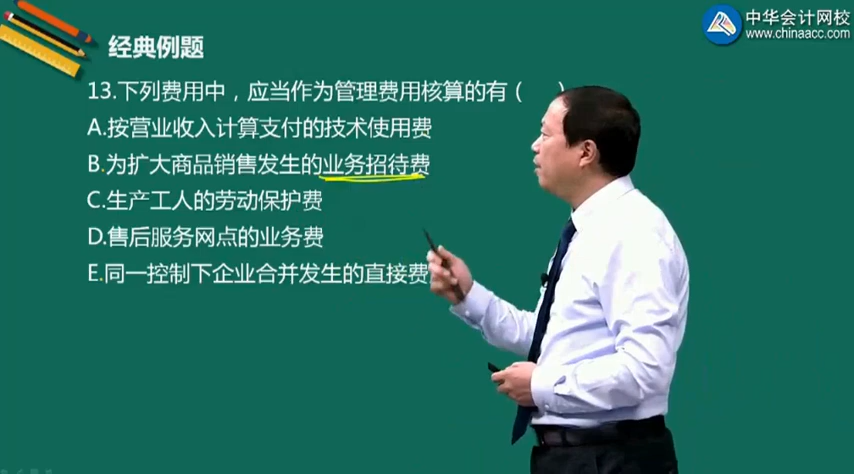 中华会计网校
www.chinaacc.com
经典例题
13.下列费用中，应当作为管理费用核算的有（　）
A.按营业收入计算支付的技术使用费
B.为扩大商品销售发生的业务招待费
C.生产工人的劳动保护费
D.售后服务网点的业务费
E.同一控制下企业合并发生的直接费